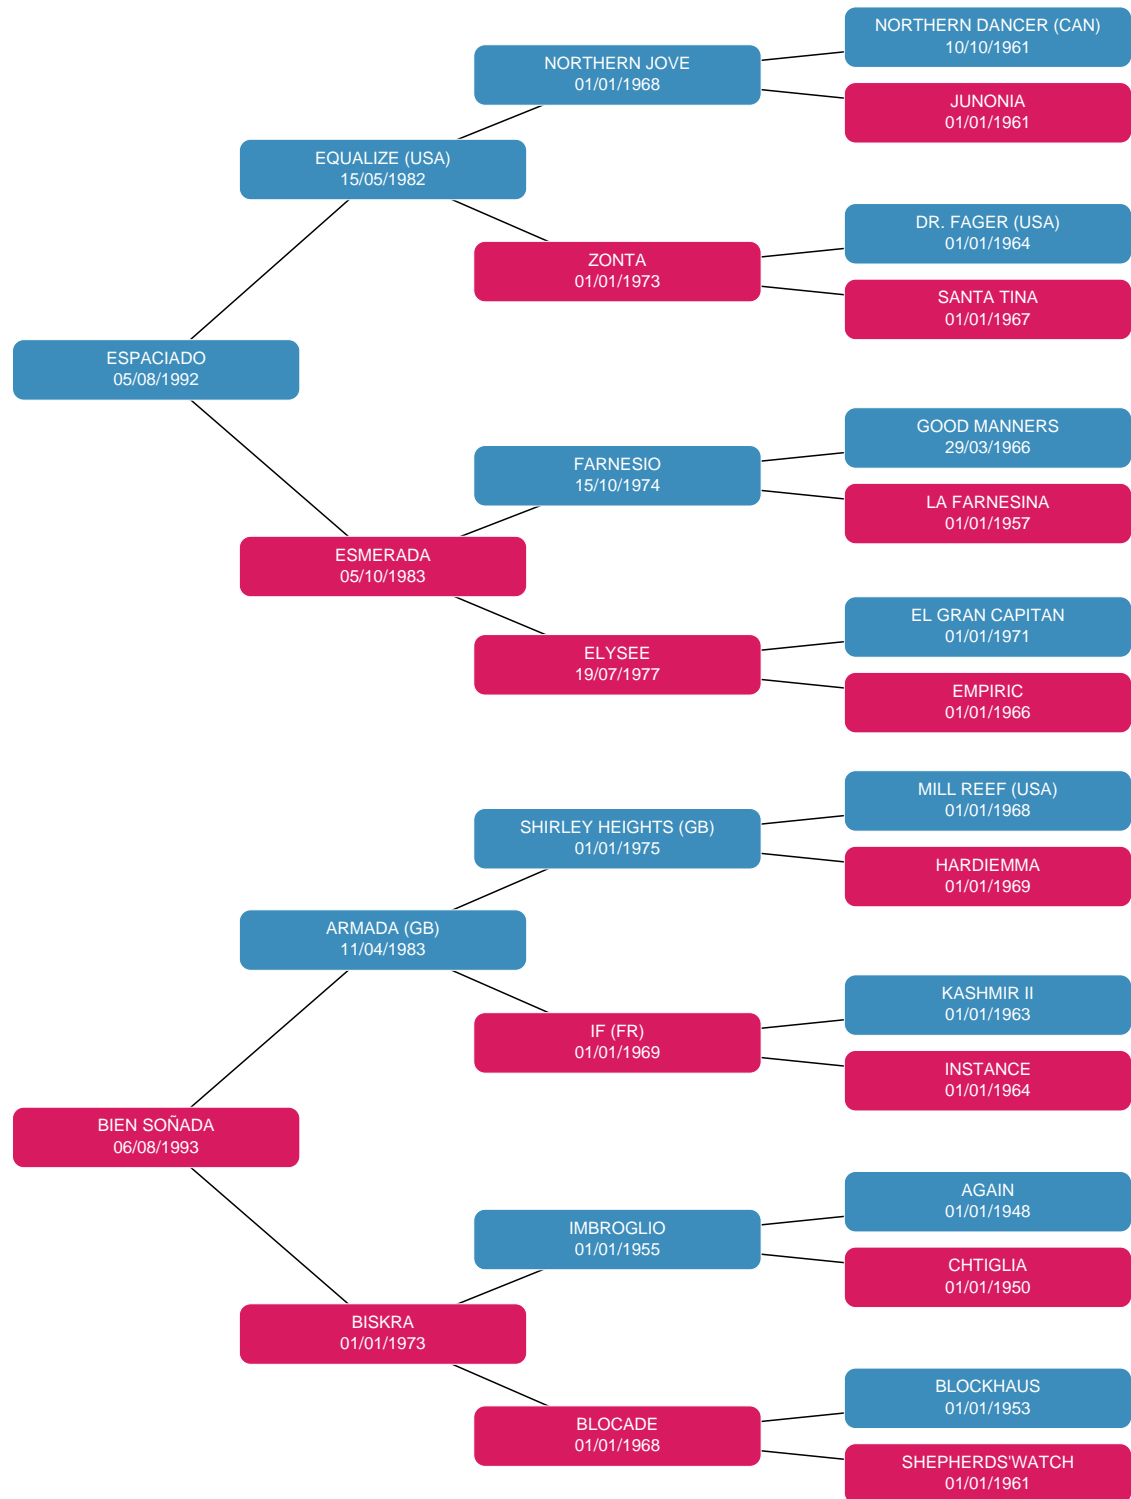 NORTHERN DANCER (CAN)
10/10/1961
NORTHERN JOVE
01/01/1968
JUNONIA
01/01/1961
EQUALIZE (USA)
15/05/1982
DR. FAGER (USA)
01/01/1964
ZONTA
01/01/1973
SANTA TINA
01/01/1967
ESPACIADO
05/08/1992
GOOD MANNERS
29/03/1966
FARNESIO
15/10/1974
LA FARNESINA
01/01/1957
ESMERADA
05/10/1983
EL GRAN CAPITAN
01/01/1971
ELYSEE
19/07/1977
EMPIRIC
01/01/1966
MILL REEF (USA)
01/01/1968
SHIRLEY HEIGHTS (GB)
01/01/1975
HARDIEMMA
01/01/1969
ARMADA (GB)
11/04/1983
KASHMIR II
01/01/1963
IF (FR)
01/01/1969
INSTANCE
01/01/1964
BIEN SOÑADA
06/08/1993
AGAIN
01/01/1948
IMBROGLIO
01/01/1955
CHTIGLIA
01/01/1950
BISKRA
01/01/1973
BLOCKHAUS
01/01/1953
BLOCADE
01/01/1968
SHEPHERDS'WATCH
01/01/1961